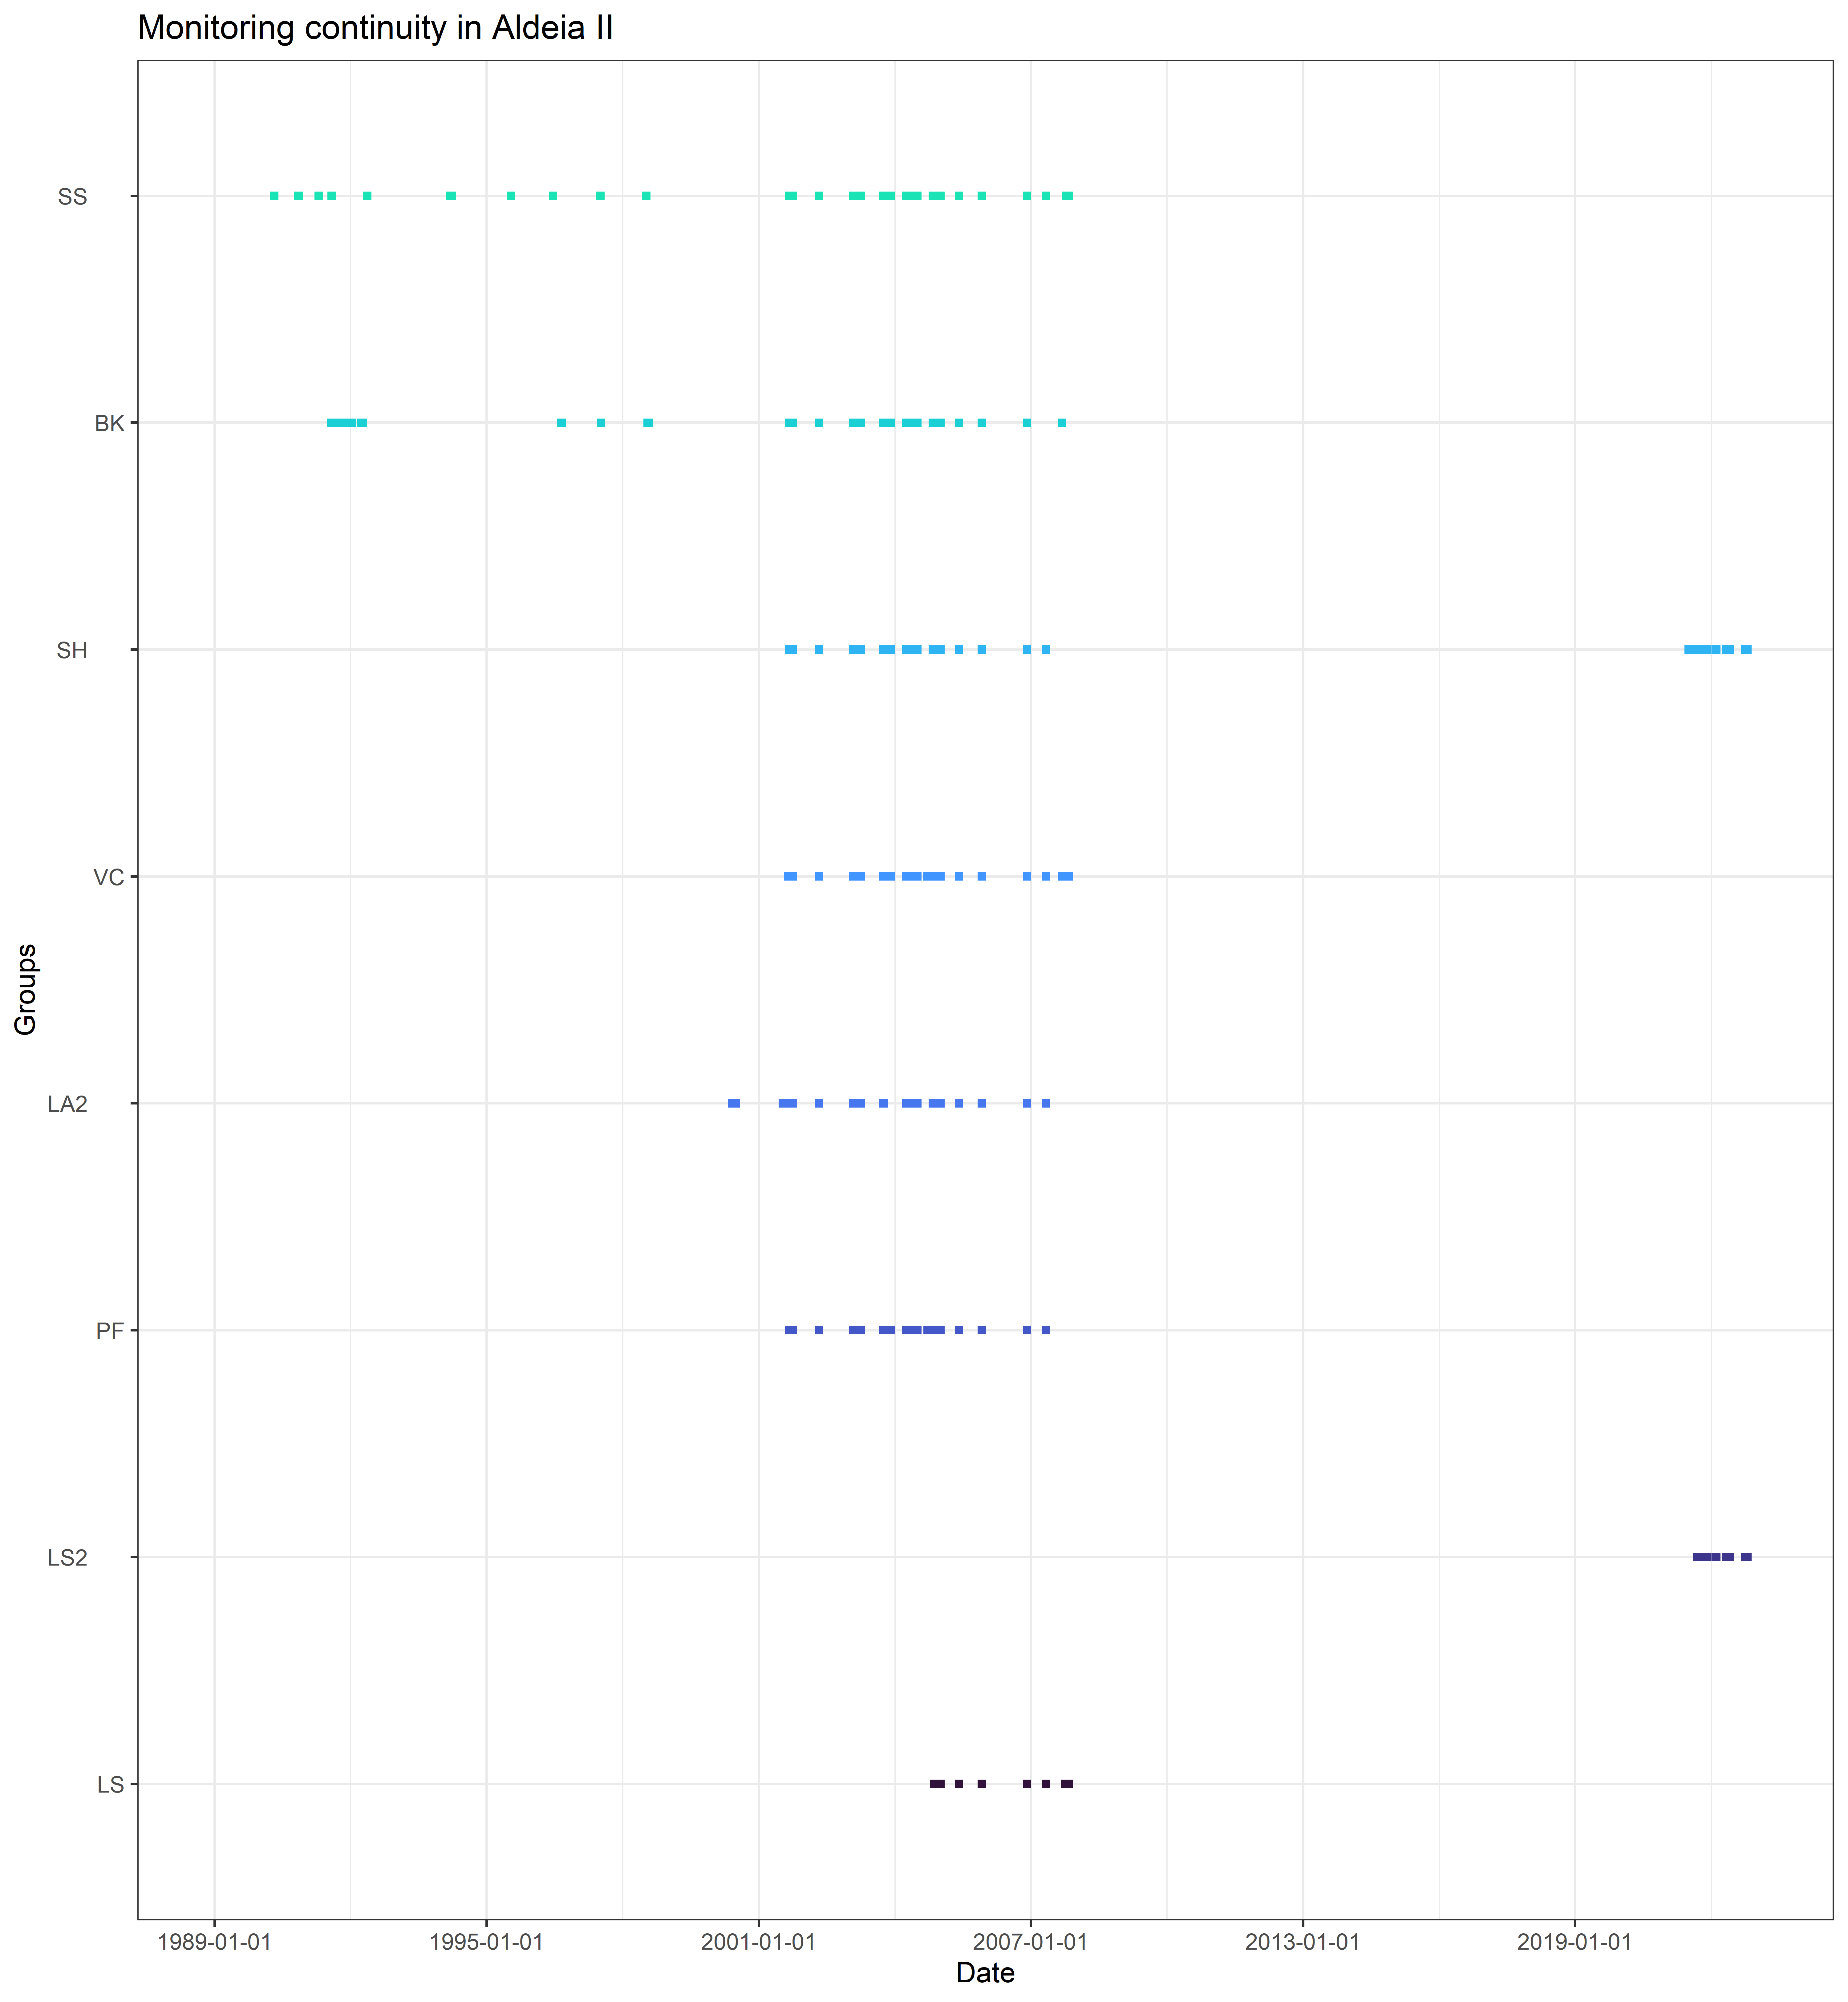 Monitoring continuity in Aldeia II
SS
BK
SH
VC
Groups
LA2
PF
LS2
LS
1989-01-01
1995-01-01
2001-01-01
2007-01-01
2013-01-01
2019-01-01
Date